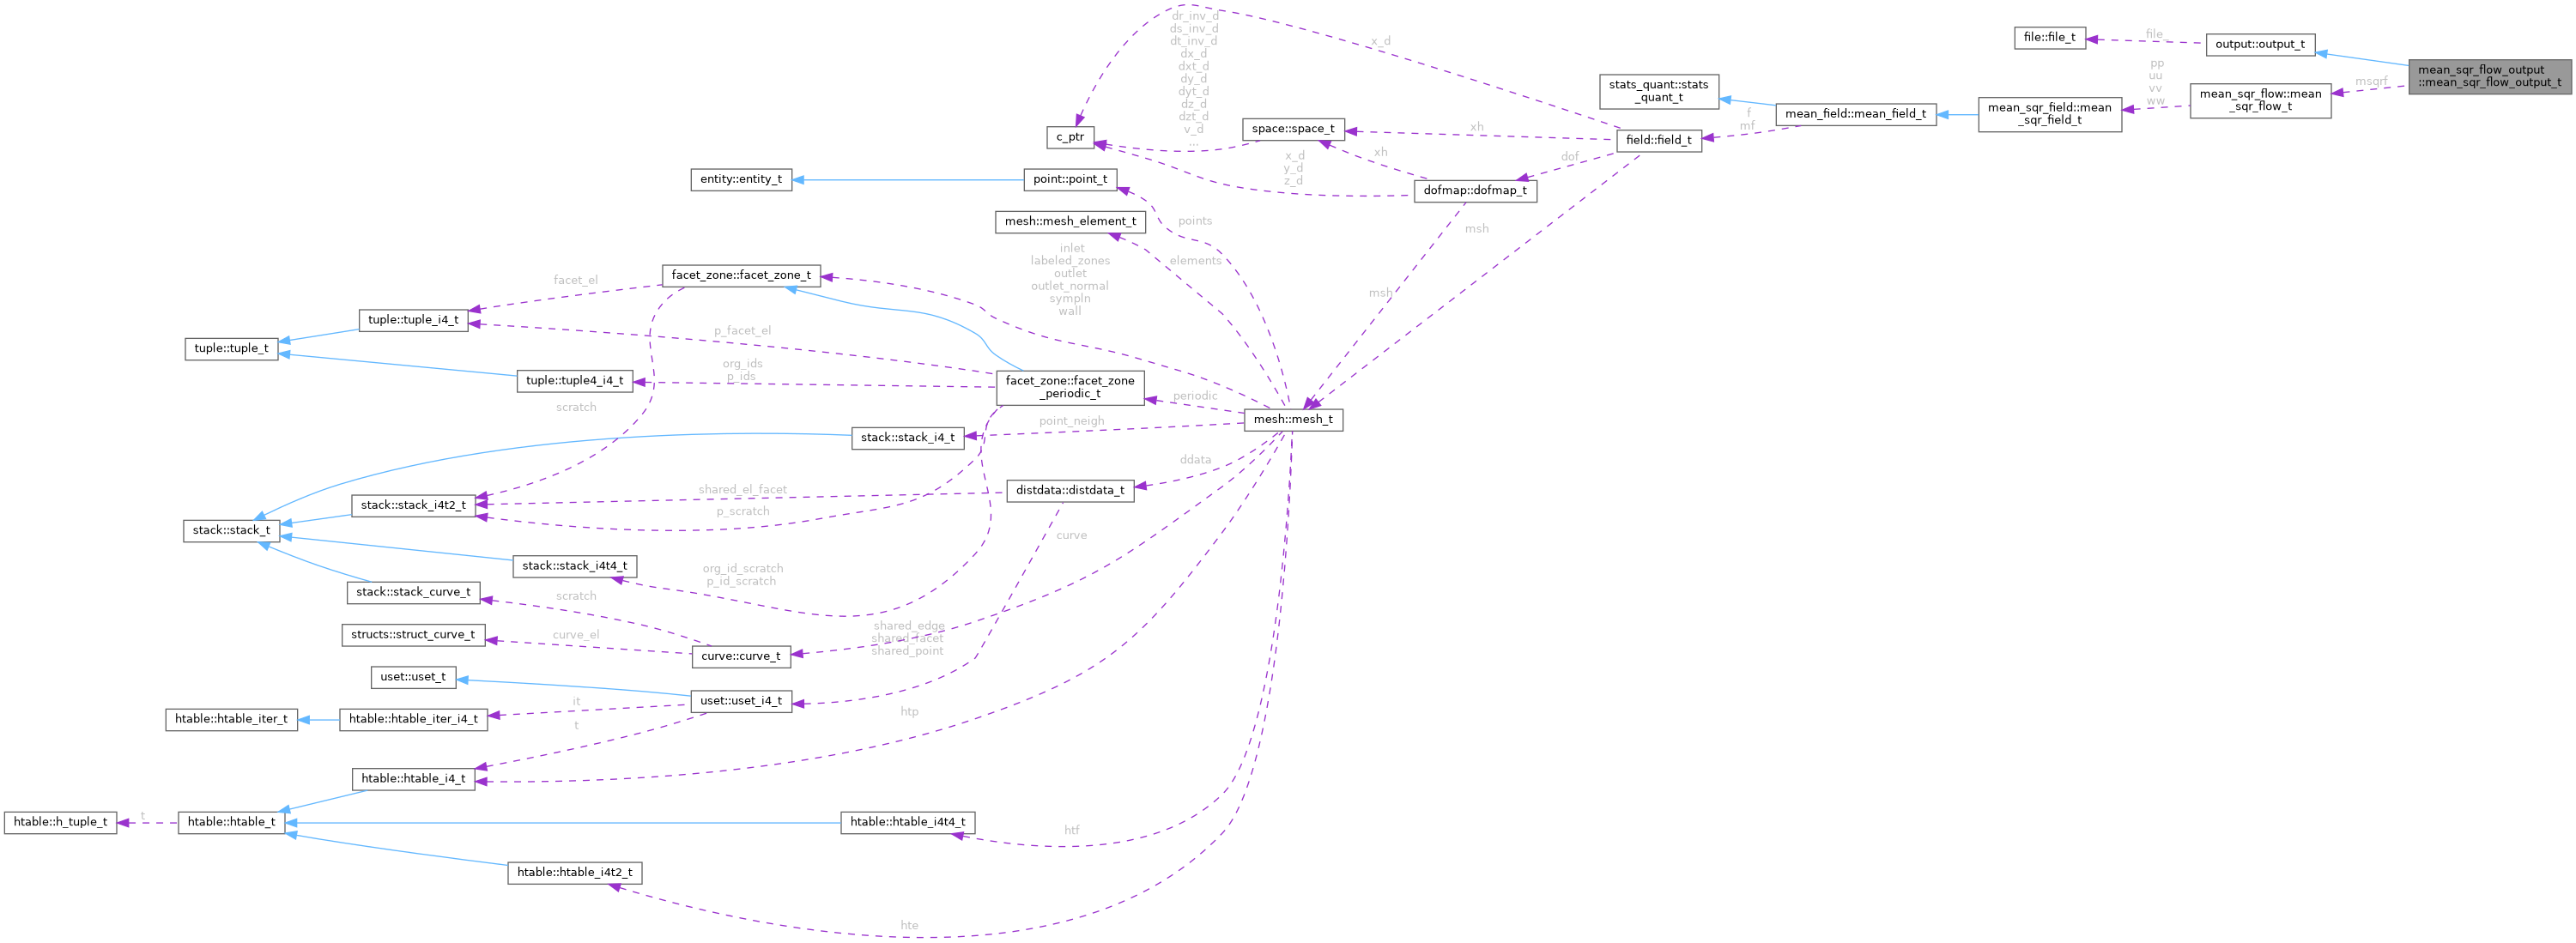 dr_inv_d
ds_inv_d
dt_inv_d
dx_d
dxt_d
dy_d
dyt_d
dz_d
dzt_d
v_d
...
x_d
file::file_t
file_
output::output_t
mean_sqr_flow_output
::mean_sqr_flow_output_t
msqrf
pp
uu
vv
ww
mean_sqr_flow::mean
_sqr_flow_t
stats_quant::stats
_quant_t
mean_field::mean_field_t
mean_sqr_field::mean
_sqr_field_t
f
mf
c_ptr
space::space_t
xh
field::field_t
xh
dof
x_d
y_d
z_d
dofmap::dofmap_t
entity::entity_t
point::point_t
mesh::mesh_element_t
points
msh
elements
inlet
labeled_zones
outlet
outlet_normal
sympln
wall
msh
facet_zone::facet_zone_t
facet_el
tuple::tuple_i4_t
p_facet_el
tuple::tuple_t
tuple::tuple4_i4_t
org_ids
p_ids
facet_zone::facet_zone
_periodic_t
periodic
scratch
mesh::mesh_t
point_neigh
stack::stack_i4_t
ddata
shared_el_facet
distdata::distdata_t
stack::stack_i4t2_t
p_scratch
stack::stack_t
curve
stack::stack_i4t4_t
org_id_scratch
p_id_scratch
stack::stack_curve_t
scratch
structs::struct_curve_t
curve_el
shared_edge
shared_facet
shared_point
curve::curve_t
uset::uset_t
uset::uset_i4_t
it
htable::htable_iter_t
htable::htable_iter_i4_t
t
htp
htable::htable_i4_t
htable::h_tuple_t
t
htable::htable_t
htable::htable_i4t4_t
htf
htable::htable_i4t2_t
hte